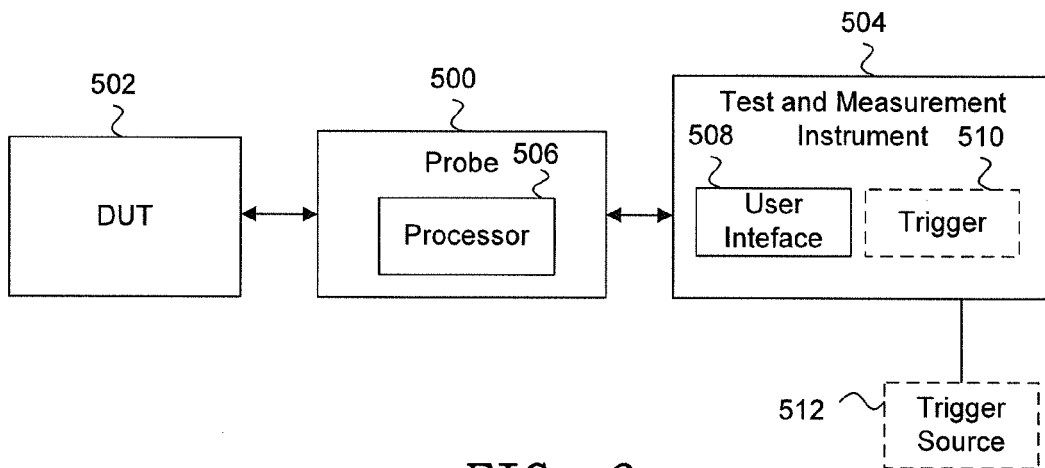 504
502
500
Test and Measurement
Instrument
510
508
Probe
506
DUT
Processor
User
Inteface
Trigger
512
Trigger
Source
FIG.